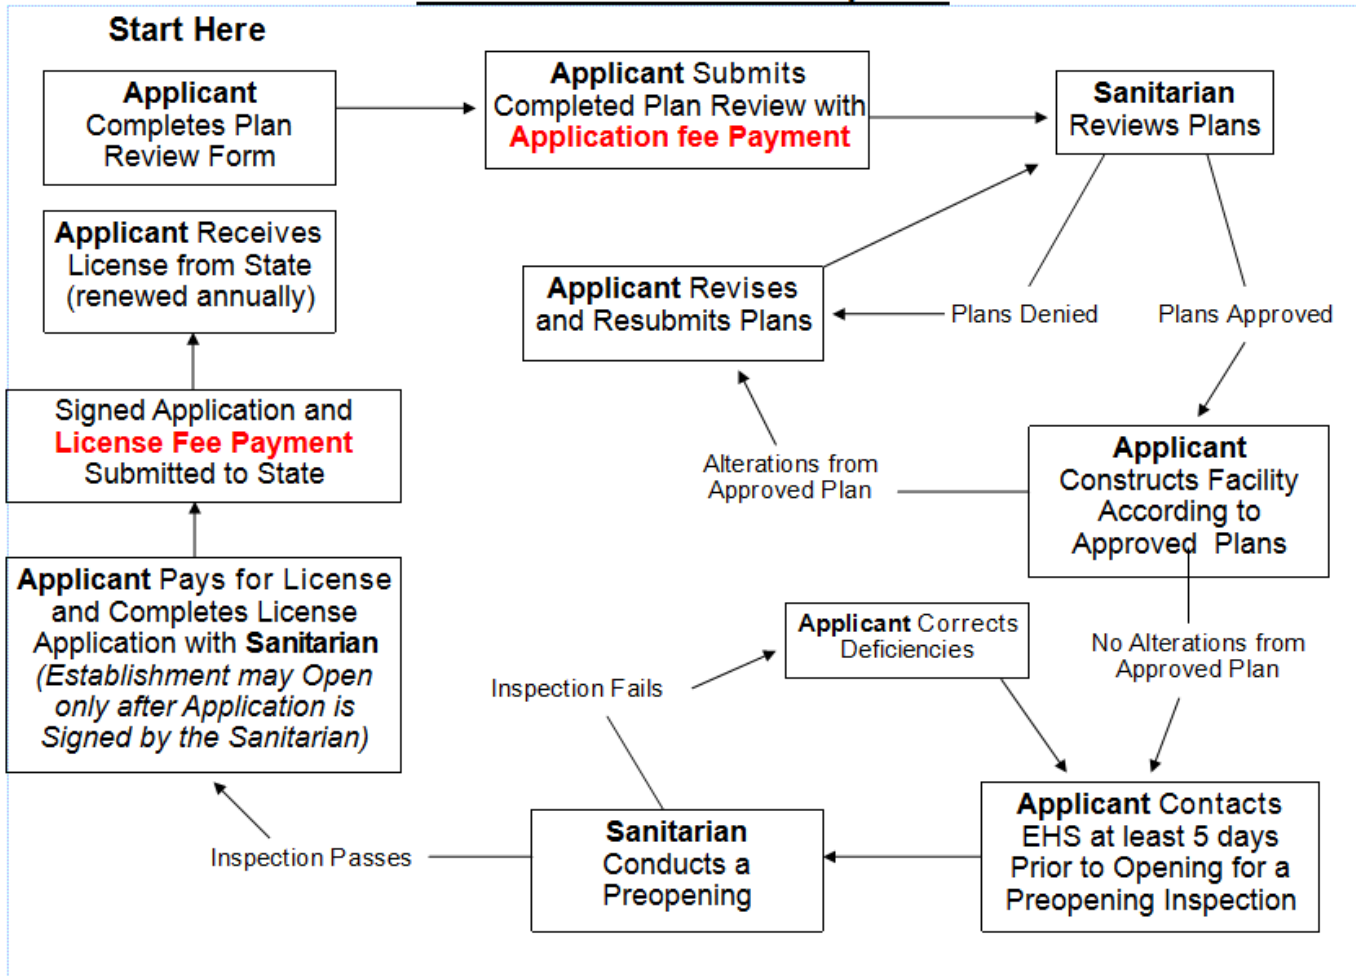 Start Here
Applicant
Completes Plan
Review Form
Applicant Submits
Completed Plan Review with
Application fee Payment
Sanitarian
Reviews Plans
Applicant Receives
License from State
(renewed annually)
Applicant Revises
and Resubmits Plans
Plans Denied
Plans Approved
Signed Application and
License Fee Payment
Submitted to State
Alterations from
Approved Plan
Applicant
Constructs Facility
According to
Approved Plans
Applicant Pays for License
and Completes License
Application with Sanitarian
(Establishment may Open
only after Application is
Signed by the Sanitarian)
Applicant Corrects
Deficiencies
No Alterations from
Approved Plan
Inspection Fails
Inspection Passes
Sanitarian
Conducts a
Preopening
Applicant Contacts
EHS at least 5 days
Prior to Opening for a
Preopening Inspection